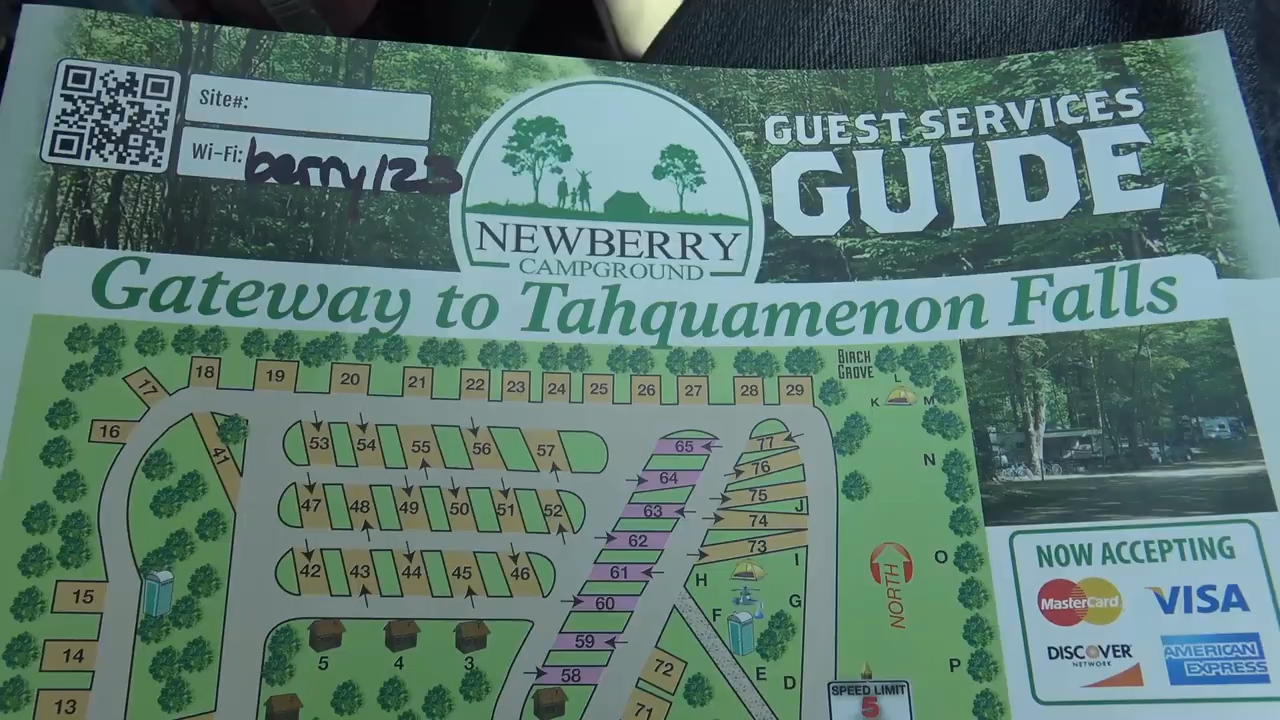 Site#:
Wi-Fi: berry123
NEWBERRY
CAMPGROUND
GUEST SERVICES
GUIDE
Gateway to Tahquamenon Falls
17 18 19 20 21 22 23 24 25 26 27 28 29
BIRCH
GROVE
K M
16 41
53 54 55 56 57
65 77
64 76
N
47 48 49 50 51 52
63 75 J
74
62 73
42 43 44 45 46
61 H I
O
NORTH
15
60 F G
5 4 3
59
14
58 72 E D
P
13
71
SPEED LIMIT
5
NOW ACCEPTING
MasterCard VISA
DISCOVER
NETWORK
AMERICAN
EXPRESS